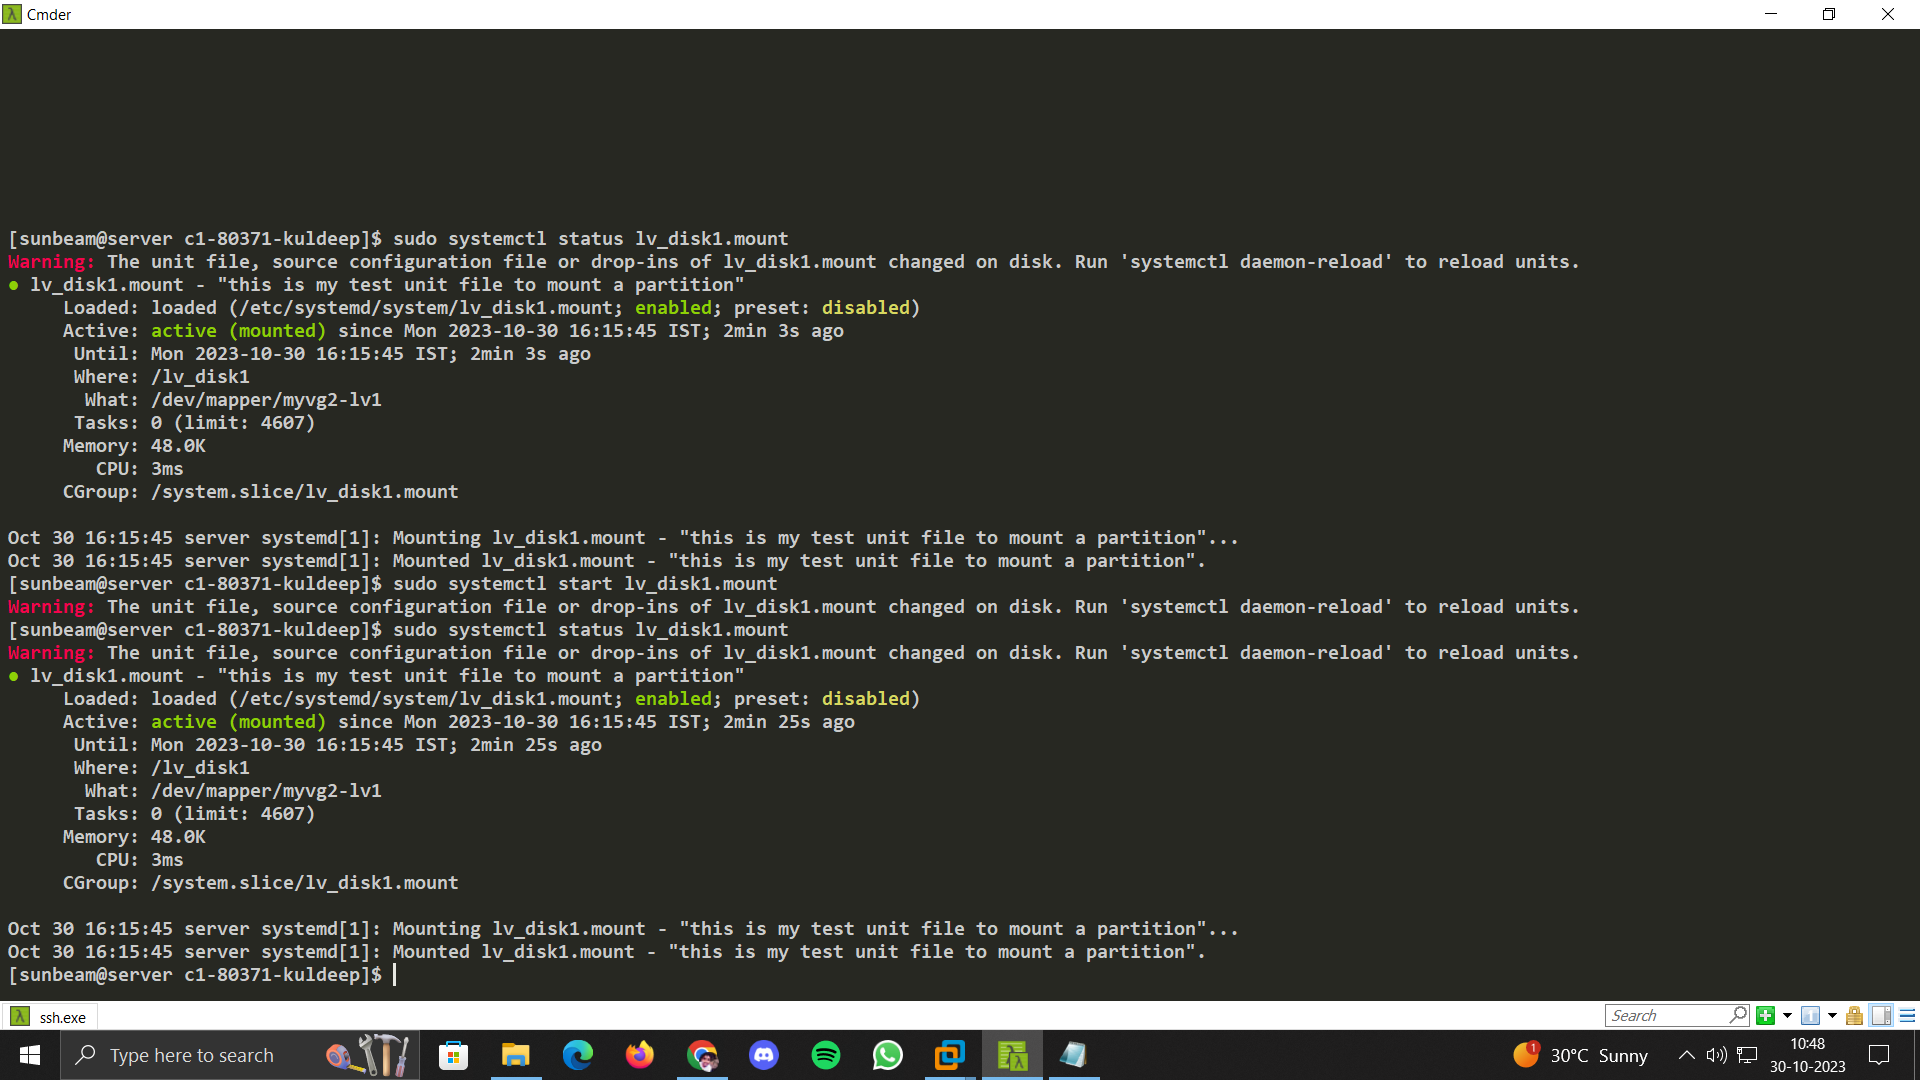 Cmder
[sunbeam@server c1-80371-kuldeep]$ sudo systemctl status lv_disk1.mount
Warning: The unit file, source configuration file or drop-ins of lv_disk1.mount changed on disk. Run 'systemctl daemon-reload' to reload units.
● lv_disk1.mount - "this is my test unit file to mount a partition"
     Loaded: loaded (/etc/systemd/system/lv_disk1.mount; enabled; preset: disabled)
     Active: active (mounted) since Mon 2023-10-30 16:15:45 IST; 2min 3s ago
      Until: Mon 2023-10-30 16:15:45 IST; 2min 3s ago
      Where: /lv_disk1
       What: /dev/mapper/myvg2-lv1
      Tasks: 0 (limit: 4607)
     Memory: 48.0K
        CPU: 3ms
     CGroup: /system.slice/lv_disk1.mount
Oct 30 16:15:45 server systemd[1]: Mounting lv_disk1.mount - "this is my test unit file to mount a partition"...
Oct 30 16:15:45 server systemd[1]: Mounted lv_disk1.mount - "this is my test unit file to mount a partition".
[sunbeam@server c1-80371-kuldeep]$ sudo systemctl start lv_disk1.mount
Warning: The unit file, source configuration file or drop-ins of lv_disk1.mount changed on disk. Run 'systemctl daemon-reload' to reload units.
[sunbeam@server c1-80371-kuldeep]$ sudo systemctl status lv_disk1.mount
Warning: The unit file, source configuration file or drop-ins of lv_disk1.mount changed on disk. Run 'systemctl daemon-reload' to reload units.
● lv_disk1.mount - "this is my test unit file to mount a partition"
     Loaded: loaded (/etc/systemd/system/lv_disk1.mount; enabled; preset: disabled)
     Active: active (mounted) since Mon 2023-10-30 16:15:45 IST; 2min 25s ago
      Until: Mon 2023-10-30 16:15:45 IST; 2min 25s ago
      Where: /lv_disk1
       What: /dev/mapper/myvg2-lv1
      Tasks: 0 (limit: 4607)
     Memory: 48.0K
        CPU: 3ms
     CGroup: /system.slice/lv_disk1.mount
Oct 30 16:15:45 server systemd[1]: Mounting lv_disk1.mount - "this is my test unit file to mount a partition"...
Oct 30 16:15:45 server systemd[1]: Mounted lv_disk1.mount - "this is my test unit file to mount a partition".
[sunbeam@server c1-80371-kuldeep]$
ssh.exe
Search
Type here to search
1
30°C Sunny
10:48
30-10-2023